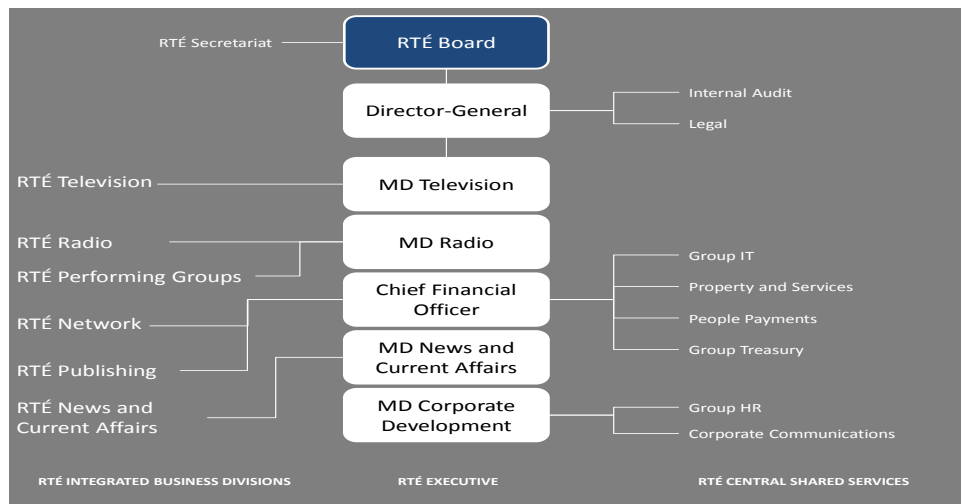 RTÉ Secretariat
RTÉ Board
Director-General
Internal Audit
Legal
RTÉ Television
MD Television
RTÉ Radio
MD Radio
RTÉ Performing Groups
Chief Financial
Officer
Group IT
Property and Services
People Payments
Group Treasury
RTÉ Network
RTÉ Publishing
MD News and
Current Affairs
RTÉ News and
Current Affairs
MD Corporate
Development
Group HR
Corporate Communications
RTÉ INTEGRATED BUSINESS DIVISIONS
RTÉ EXECUTIVE
RTÉ CENTRAL SHARED SERVICES